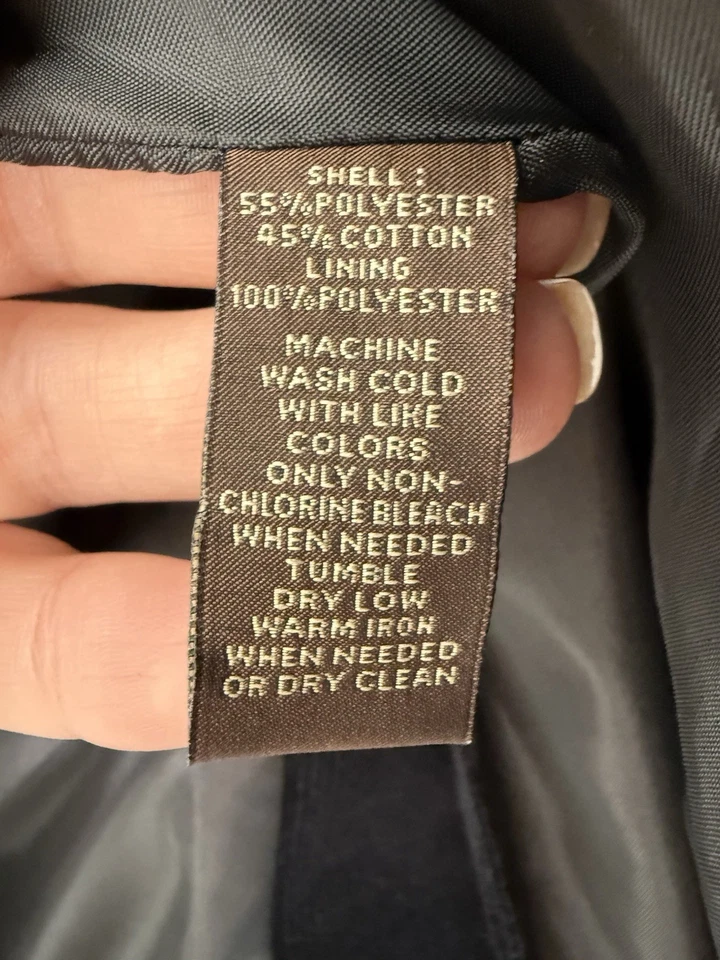 SHELL :
55%POLYESTER
45% COTTON
LINING
100%POLYESTER
MACHINE
WASH COLD
WITH LIKE
COLORS
ONLY NON-
CHLORINE BLEACH
WHEN NEEDED
TUMBLE
DRY LOW
WARM IRON
WHEN NEEDED
OR DRY CLEAN